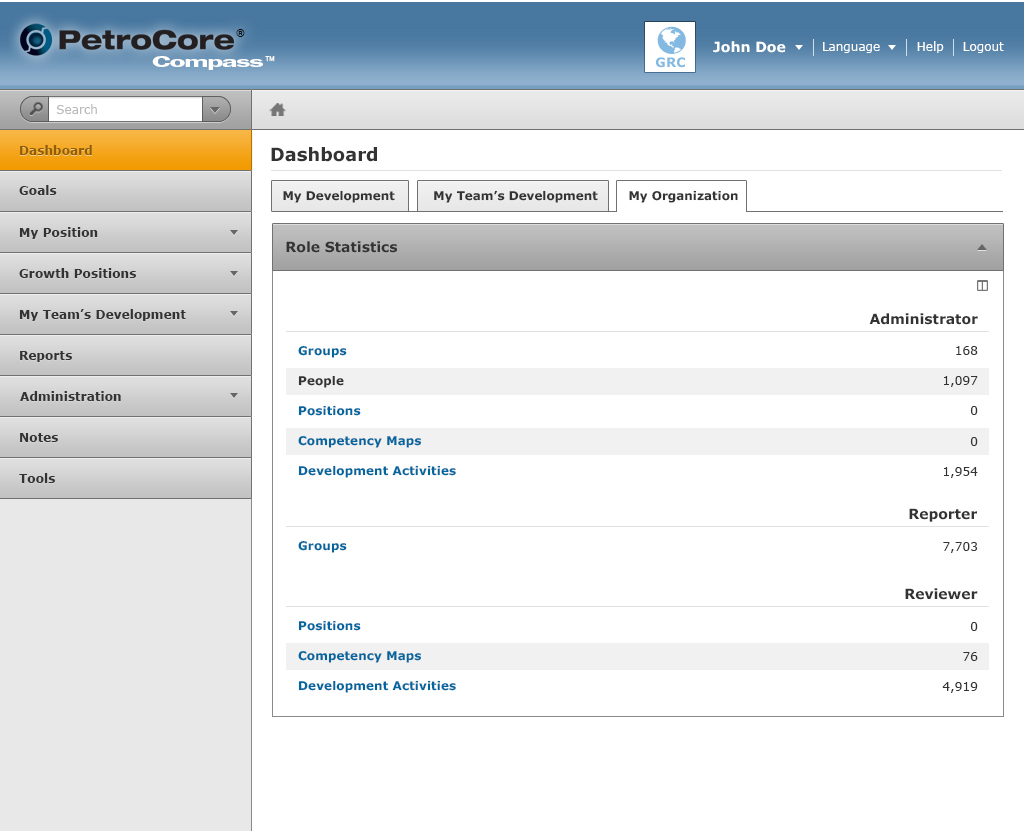 PetroCore®
Compass™
GRC
John Doe
Language
Help
Logout
Search
Dashboard
Goals
My Position
Growth Positions
My Team’s Development
Reports
Administration
Notes
Tools
Dashboard
My Development
My Team’s Development
My Organization
Role Statistics
Administrator
Groups 168
People 1,097
Positions 0
Competency Maps 0
Development Activities 1,954
Reporter
Groups 7,703
Reviewer
Positions 0
Competency Maps 76
Development Activities 4,919